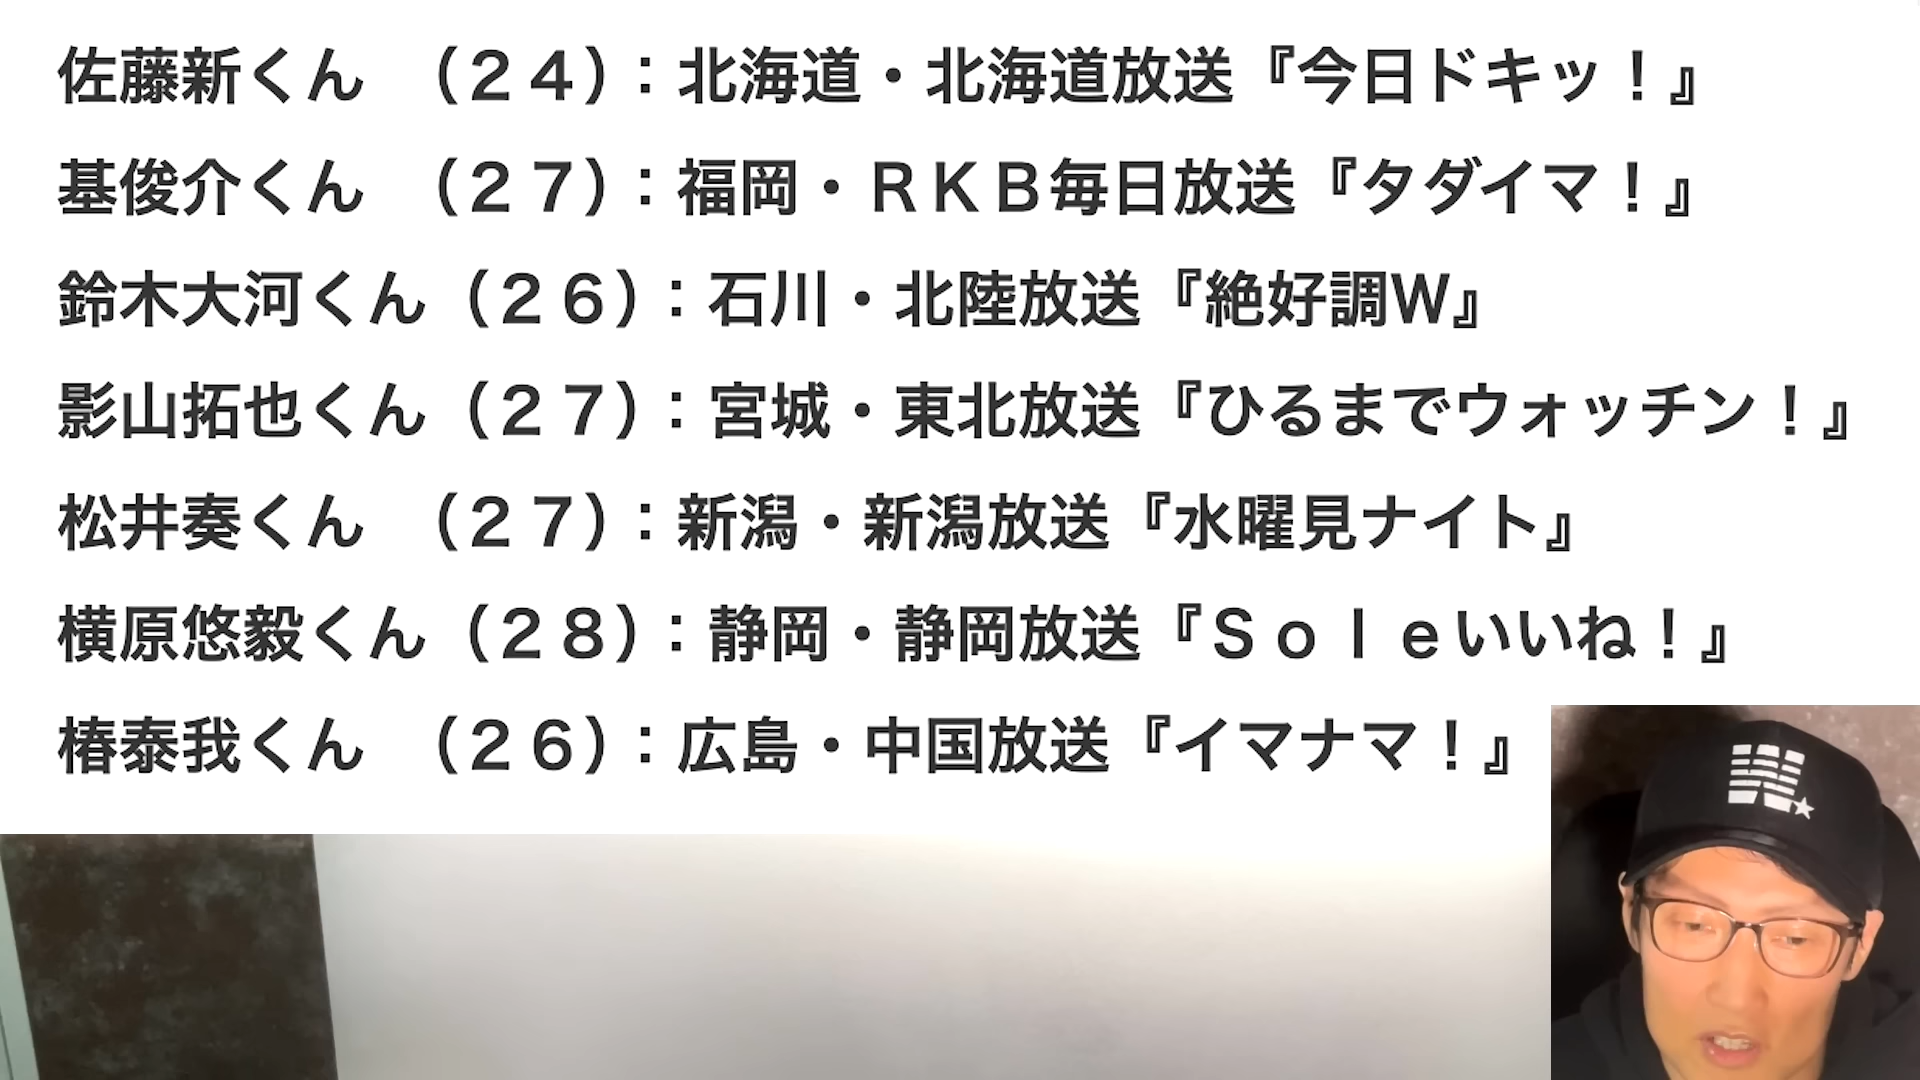 佐藤新くん　（２４）：北海道・北海道放送『今日ドキッ！』
基俊介くん　（２７）：福岡・ＲＫＢ毎日放送『タダイマ！』
鈴木大河くん（２６）：石川・北陸放送『絶好調W』
影山拓也くん（２７）：宮城・東北放送『ひるまでウォッチン！』
松井奏くん　（２７）：新潟・新潟放送『水曜見ナイト』
横原悠毅くん（２８）：静岡・静岡放送『Ｓｏｌｅいいね！』
椿泰我くん　（２６）：広島・中国放送『イマナマ！』